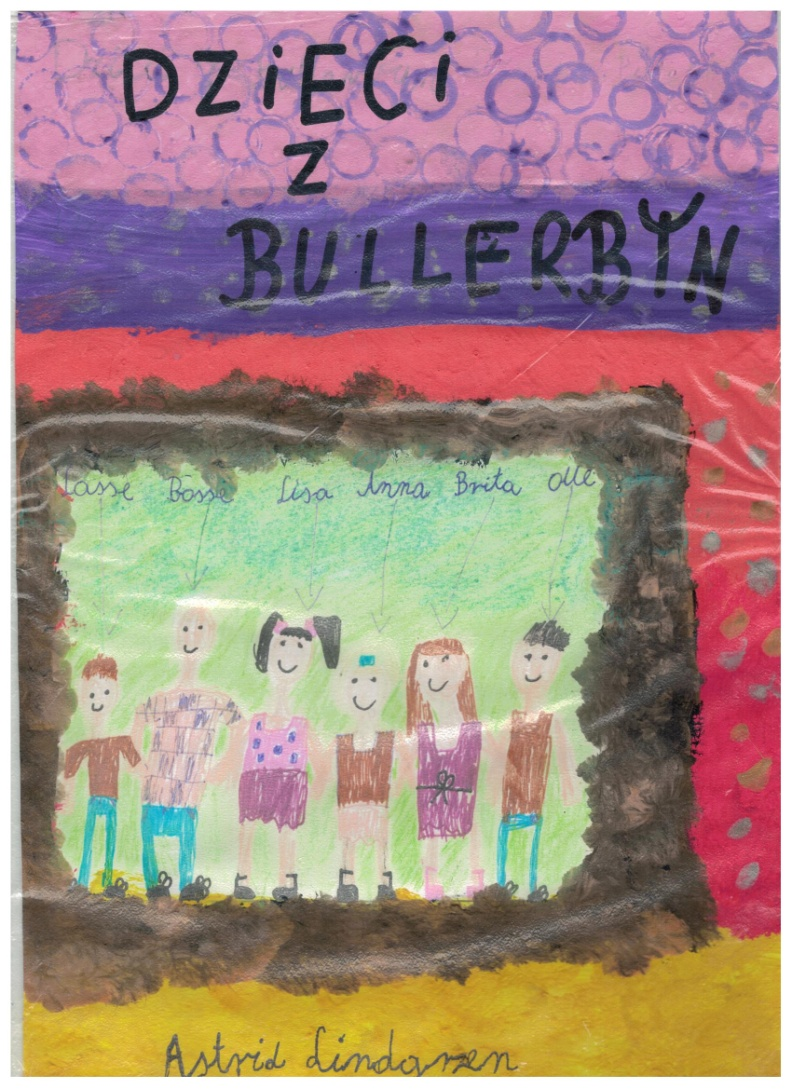 DZiECi
Z
BULLERBYN
Lasse Bosse Lisa Anna Brita Olle
Astrid Lindgren